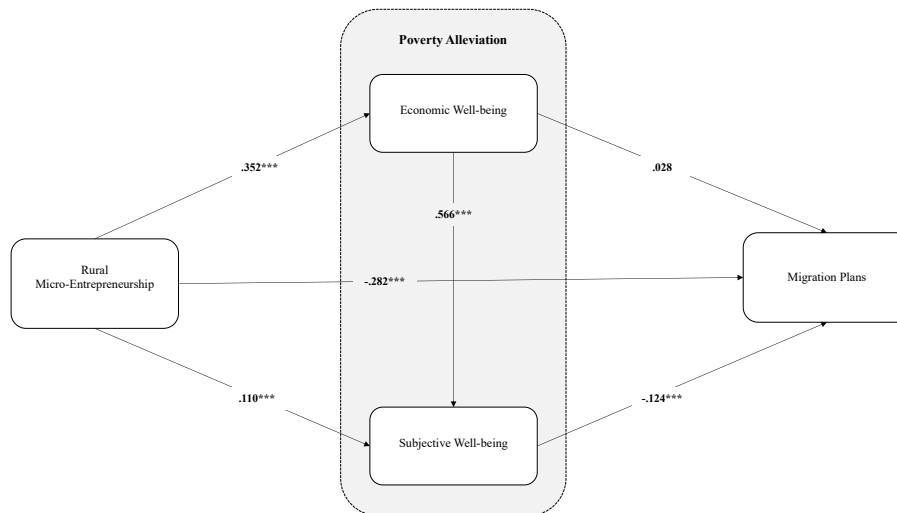 Poverty Alleviation
Economic Well-being
.352***
.028
.566***
Rural
Micro-Entrepreneurship
-.282***
Migration Plans
.110***
-.124***
Subjective Well-being